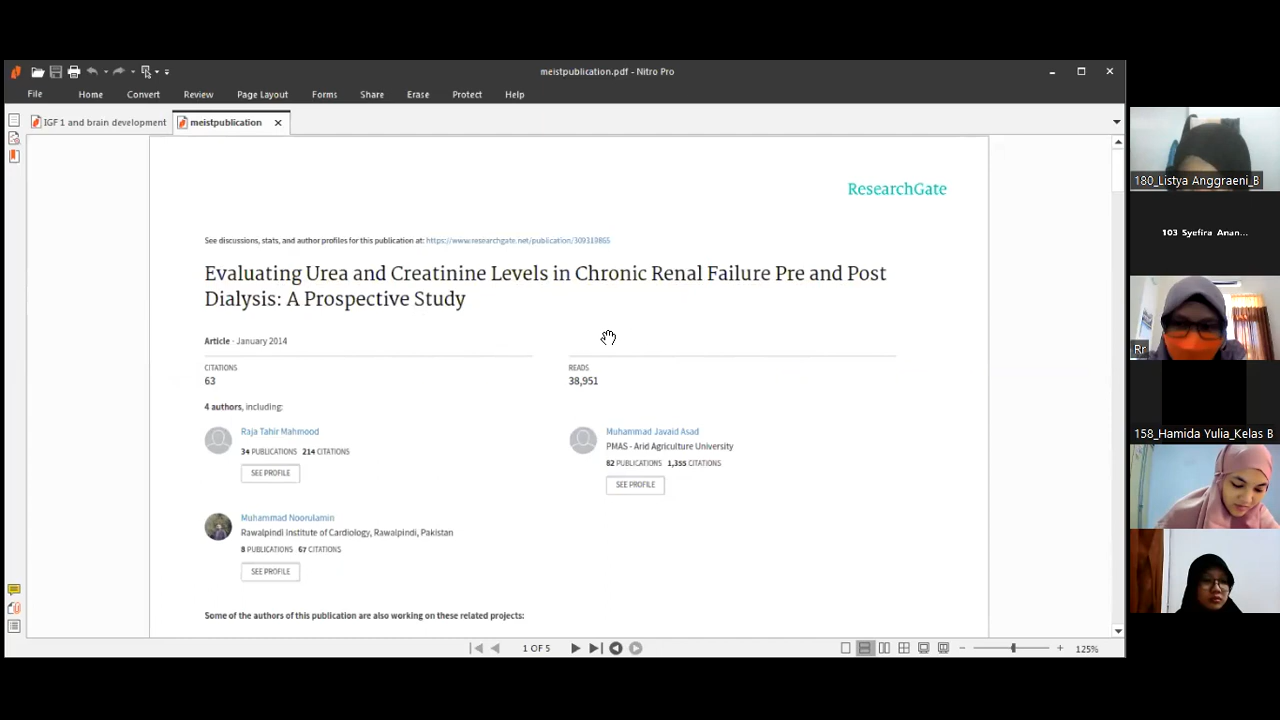 meistpublication.pdf - Nitro Pro
File Home Convert Review Page Layout Forms Share Erase Protect Help
IGF 1 and brain development meistpublication
ResearchGate
See discussions, stats, and author profiles for this publication at: https://www.researchgate.net/publication/309319865
Evaluating Urea and Creatinine Levels in Chronic Renal Failure Pre and Post
Dialysis: A Prospective Study
Article · January 2014
CITATIONS READS
63 38,951
4 authors, including:
Raja Tahir Mahmood
34 PUBLICATIONS 214 CITATIONS
SEE PROFILE
Muhammad Javaid Asad
PMAS - Arid Agriculture University
82 PUBLICATIONS 1,355 CITATIONS
SEE PROFILE
Muhammad Noorulamin
Rawalpindi Institute of Cardiology, Rawalpindi, Pakistan
8 PUBLICATIONS 67 CITATIONS
SEE PROFILE
Some of the authors of this publication are also working on these related projects:
1 OF 5
125%
180_Listya Anggraeni_B
103 Syefira Anan...
Rr
158_Hamida Yulia_Kelas B